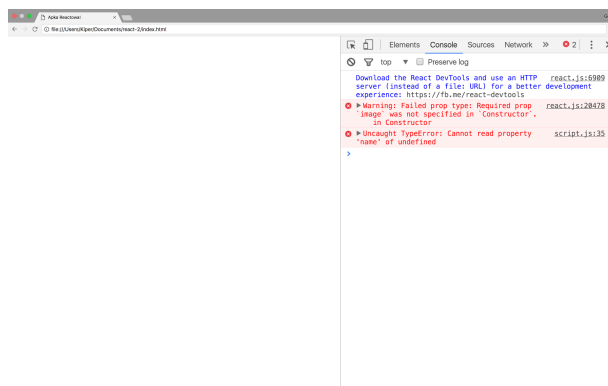 Apka Reactowa!
file:///Users/Kiper/Documents/react-2/index.html
Elements Console Sources Network » 2
top ▼ Preserve log
Download the React DevTools and use an HTTP react.js:6909
server (instead of a file: URL) for a better development
experience: https://fb.me/react-devtools
▶Warning: Failed prop type: Required prop react.js:20478
`image` was not specified in `Constructor`.
in Constructor
▶Uncaught TypeError: Cannot read property script.js:35
'name' of undefined